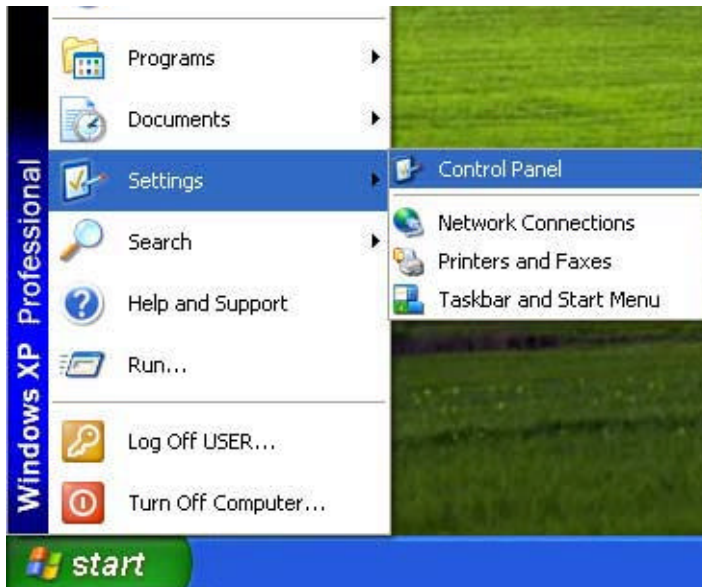 Windows XP Professional
Programs
Documents
Settings
Search
Help and Support
Run...
Log Off USER...
Turn Off Computer...
Control Panel
Network Connections
Printers and Faxes
Taskbar and Start Menu
start